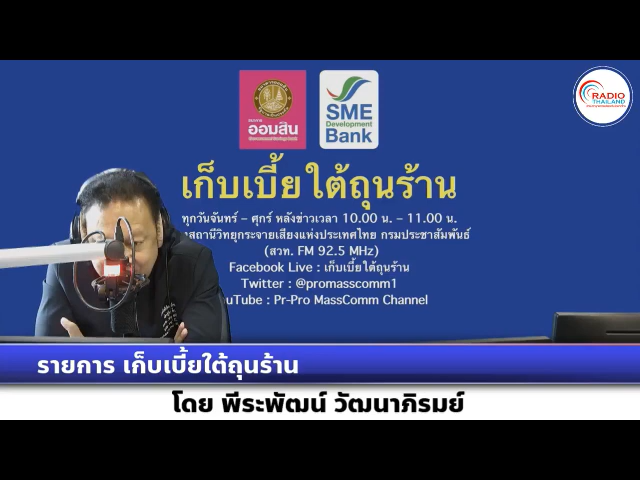 RADIO
THAILAND
ธนาคาร
ออมสิน
SME
Development
Bank
เก็บเบี้ยใต้ถุนร้าน
ทุกวันจันทร์ – ศุกร์ หลังข่าวเวลา 10.00 น. – 11.00 น.
สถานีวิทยุกระจายเสียงแห่งประเทศไทย กรมประชาสัมพันธ์
(สวท. FM 92.5 MHz)
Facebook Live : เก็บเบี้ยใต้ถุนร้าน
Twitter : @promasscomm1
uTube : Pr-Pro MassComm Channel
รายการ เก็บเบี้ยใต้ถุนร้าน
โดย พีระพัฒน์ วัฒนาภิรมย์